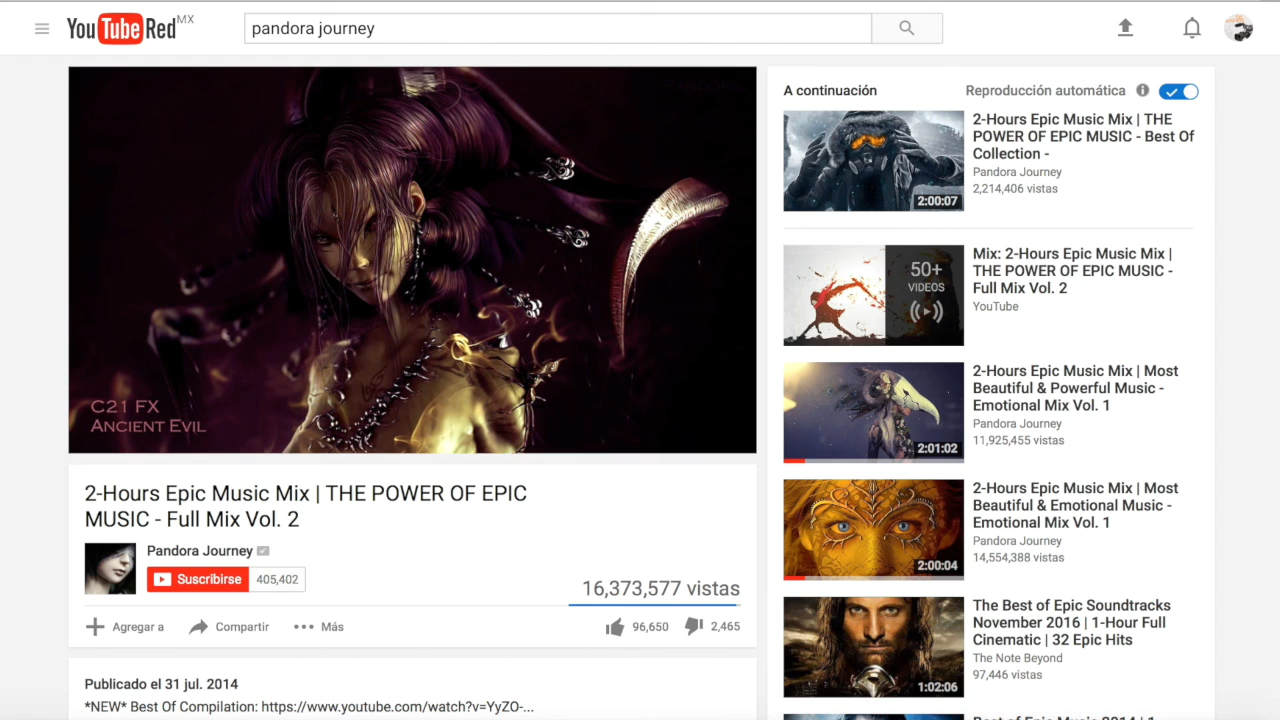 YouTube Red MX
pandora journey
PANDORA
C21 FX
ANCIENT EVIL
2-Hours Epic Music Mix | THE POWER OF EPIC
MUSIC - Full Mix Vol. 2
Pandora Journey
Suscribirse 405,402
16,373,577 vistas
Agregar a Compartir Más 96,650 2,465
Publicado el 31 jul. 2014
*NEW* Best Of Compilation: https://www.youtube.com/watch?v=YyZO-...
A continuación Reproducción automática
2-Hours Epic Music Mix | THE
POWER OF EPIC MUSIC - Best Of
Collection -
Pandora Journey
2,214,406 vistas
2:00:07
Mix: 2-Hours Epic Music Mix |
THE POWER OF EPIC MUSIC -
Full Mix Vol. 2
YouTube
50+
VIDEOS
2-Hours Epic Music Mix | Most
Beautiful & Powerful Music -
Emotional Mix Vol. 1
Pandora Journey
11,925,455 vistas
2:01:02
2-Hours Epic Music Mix | Most
Beautiful & Emotional Music -
Emotional Mix Vol. 1
Pandora Journey
14,554,388 vistas
2:00:04
The Best of Epic Soundtracks
November 2016 | 1-Hour Full
Cinematic | 32 Epic Hits
The Note Beyond
97,446 vistas
1:02:06
Best of Epic Music 2014 | 1-